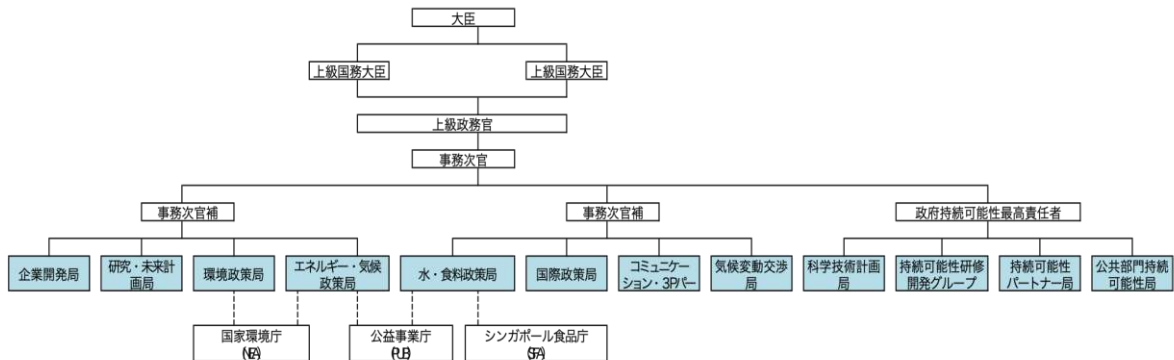 大臣
上級国務大臣
上級国務大臣
上級政務官
事務次官
事務次官補
事務次官補
政府持続可能性最高責任者
企業開発局
研究・未来計
画局
環境政策局
エネルギー・気候
政策局
水・食料政策局
国際政策局
コミュニケー
ション・3Pパー
気候変動交渉
局
科学技術計画
局
持続可能性研修
開発グループ
持続可能性
パートナー局
公共部門持続
可能性局
国家環境庁
(NEA)
公益事業庁
(PUB)
シンガポール食品庁
(SFA)